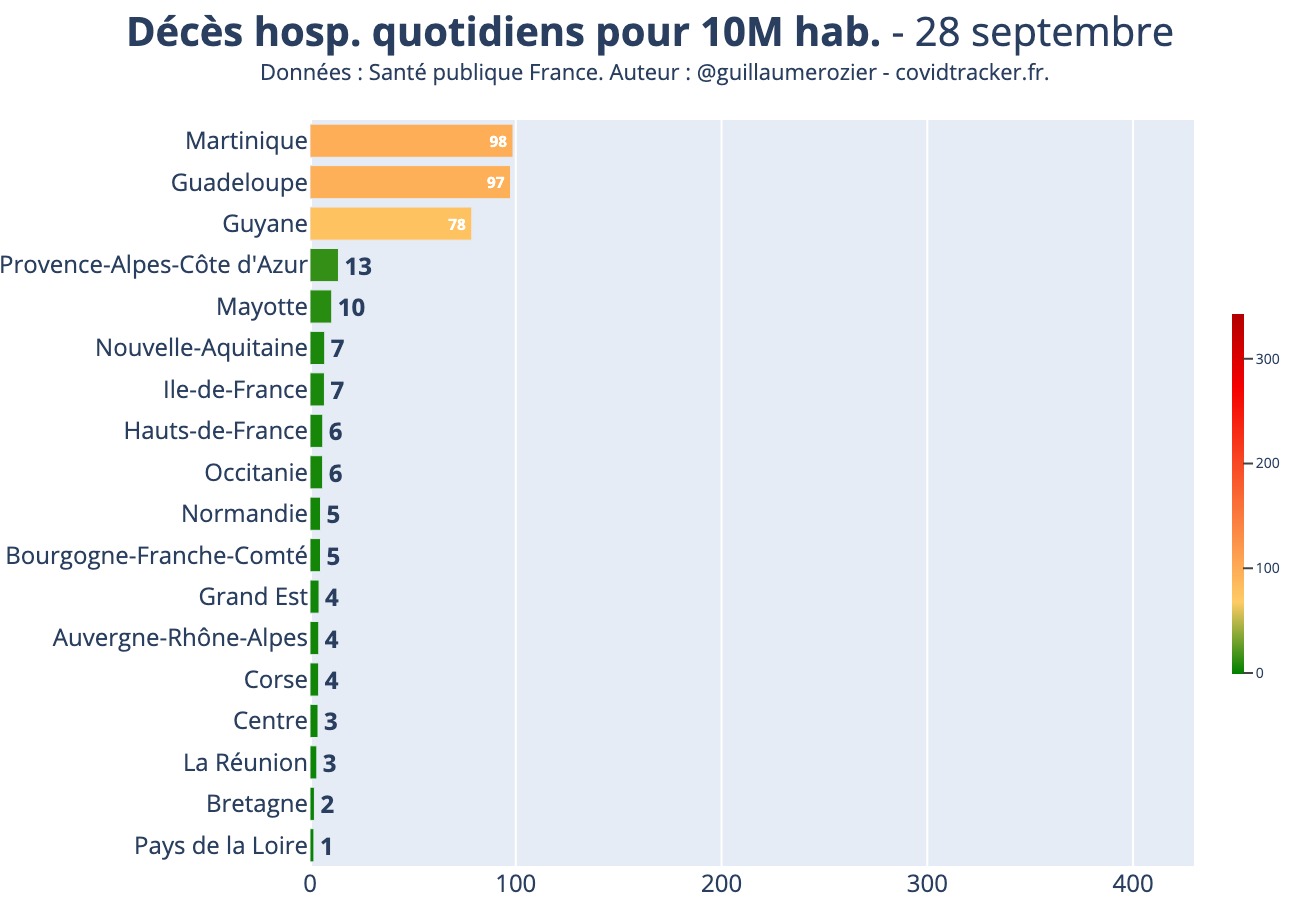 Décès hosp. quotidiens pour 10M hab. - 28 septembre
Données : Santé publique France. Auteur : @guillaumerozier - covidtracker.fr.
Martinique 98
Guadeloupe 97
Guyane 78
Provence-Alpes-Côte d'Azur 13
Mayotte 10
Nouvelle-Aquitaine 7
Ile-de-France 7
Hauts-de-France 6
Occitanie 6
Normandie 5
Bourgogne-Franche-Comté 5
Grand Est 4
Auvergne-Rhône-Alpes 4
Corse 4
Centre 3
La Réunion 3
Bretagne 2
Pays de la Loire 1
0 100 200 300 400
300
200
100
0